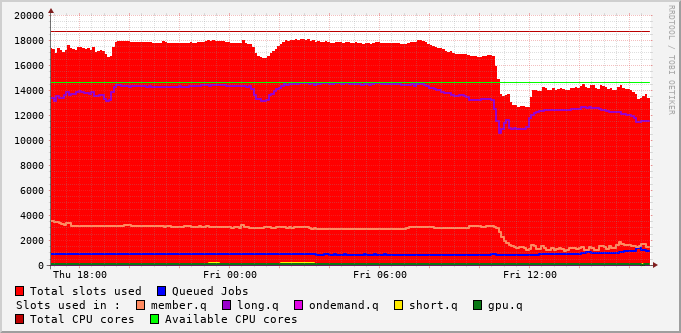 20000
18000
16000
14000
12000
10000
8000
6000
4000
2000
0
Thu 18:00 Fri 00:00 Fri 06:00 Fri 12:00
RRDTOOL / TOBI OETIKER
Total slots used Queued Jobs
Slots used in : member.q long.q ondemand.q short.q gpu.q
Total CPU cores Available CPU cores